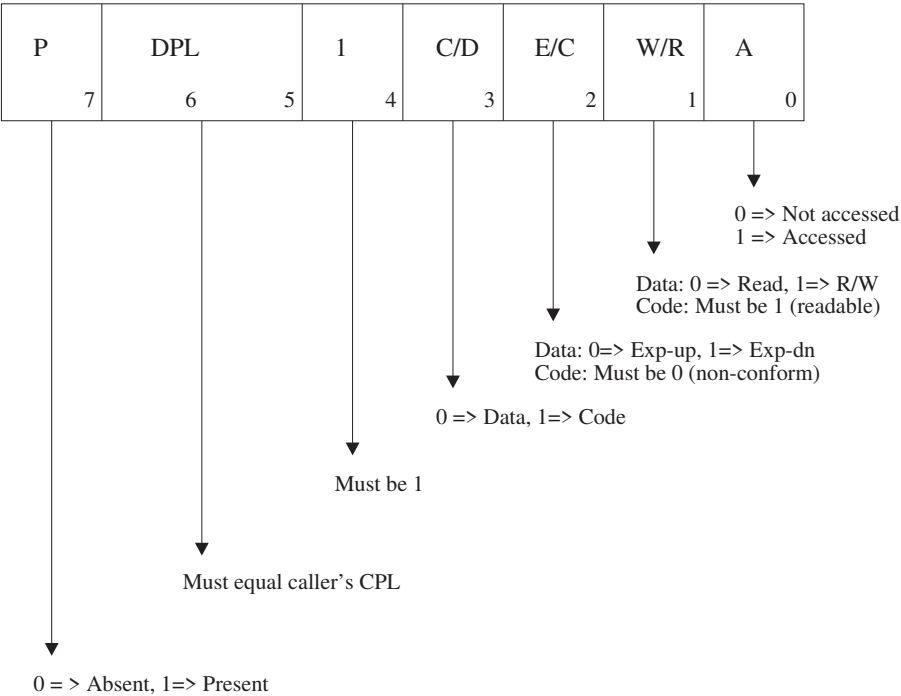 P DPL 1 C/D E/C W/R A
7 6 5 4 3 2 1 0
0 => Not accessed
1 => Accessed
Data: 0 => Read, 1=> R/W
Code: Must be 1 (readable)
Data: 0=> Exp-up, 1=> Exp-dn
Code: Must be 0 (non-conform)
0 => Data, 1=> Code
Must be 1
Must equal caller's CPL
0 = > Absent, 1=> Present